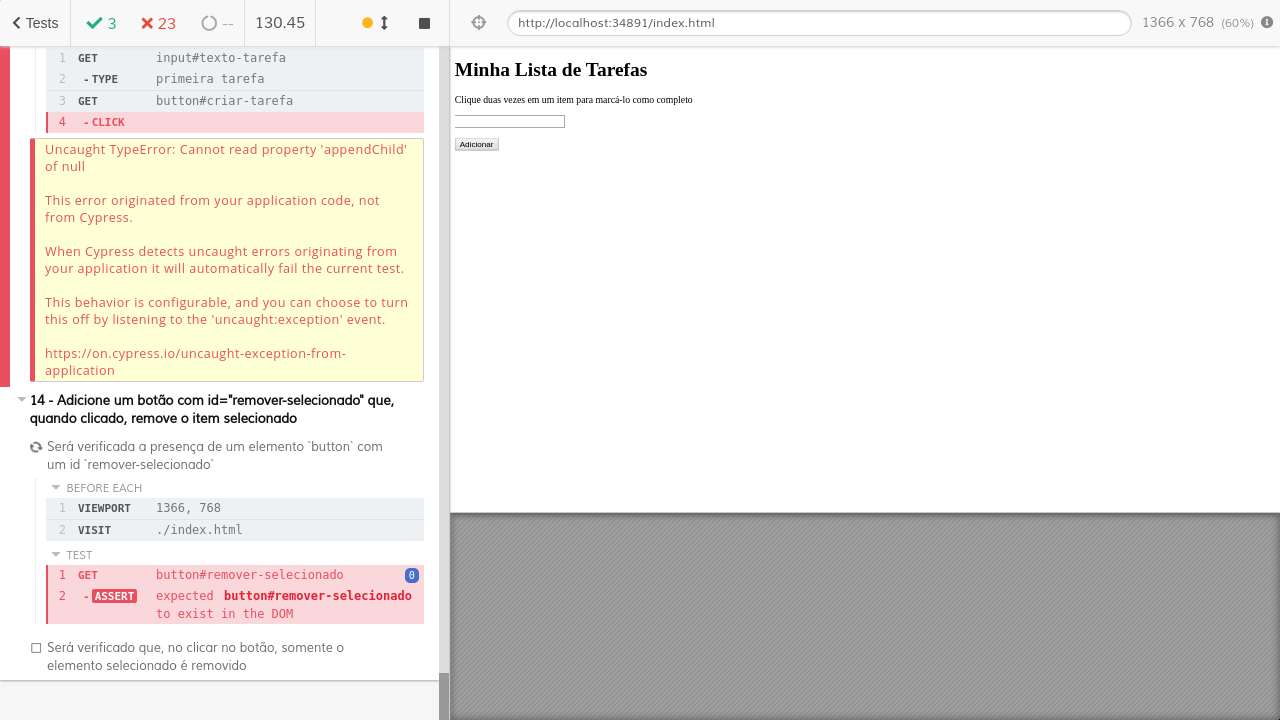 Tests 3 23 -- 130.45 http://localhost:34891/index.html 1366 x 768 (60%)
1 GET input#texto-tarefa
2 - TYPE primeira tarefa
3 GET button#criar-tarefa
4 - CLICK
Uncaught TypeError: Cannot read property 'appendChild'
of null
This error originated from your application code, not
from Cypress.
When Cypress detects uncaught errors originating from
your application it will automatically fail the current test.
This behavior is configurable, and you can choose to turn
this off by listening to the 'uncaught:exception' event.
https://on.cypress.io/uncaught-exception-from-
application
14 - Adicione um botão com id="remover-selecionado" que,
quando clicado, remove o item selecionado
Será verificada a presença de um elemento `button` com
um id `remover-selecionado`
BEFORE EACH
1 VIEWPORT 1366, 768
2 VISIT ./index.html
TEST
1 GET button#remover-selecionado 0
2 - ASSERT expected button#remover-selecionado
to exist in the DOM
Será verificado que, no clicar no botão, somente o
elemento selecionado é removido
Minha Lista de Tarefas
Clique duas vezes em um item para marcá-lo como completo
Adicionar